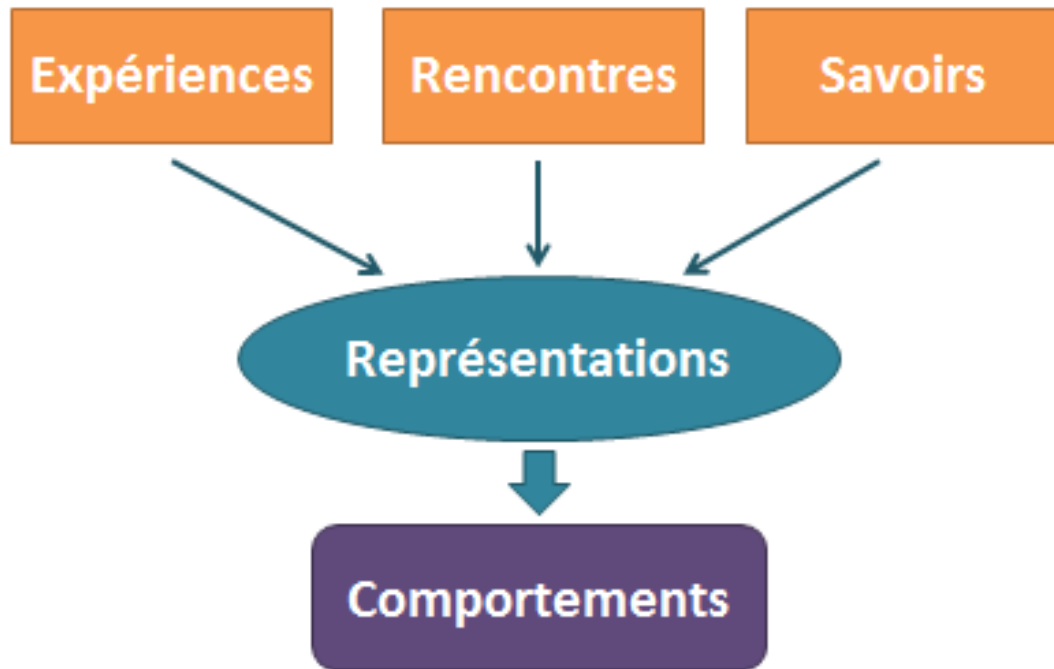 Expériences
Rencontres
Savoirs
Représentations
Comportements